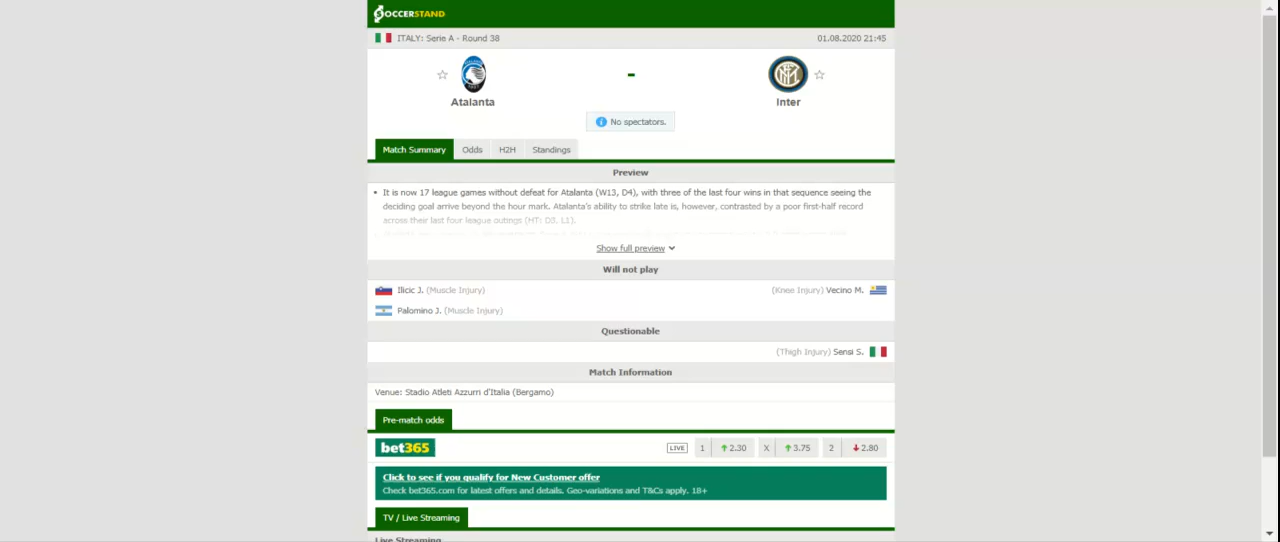 SOCCERSTAND
ITALY: Serie A - Round 38 01.08.2020 21:45
-
Atalanta Inter
No spectators.
Match Summary Odds H2H Standings
Preview
It is now 17 league games without defeat for Atalanta (W13, D4), with three of the last four wins in that sequence seeing the
deciding goal arrive beyond the hour mark. Atalanta's ability to strike late is, however, contrasted by a poor first-half record
across their last four league outings (HT: D3, L1).
Show full preview
Will not play
Ilicic J. (Muscle Injury) (Knee Injury) Vecino M.
Palomino J. (Muscle Injury)
Questionable
(Thigh Injury) Sensi S.
Match Information
Venue: Stadio Atleti Azzurri d'Italia (Bergamo)
Pre-match odds
bet365 LIVE 1 2.30 X 3.75 2 2.80
Click to see if you qualify for New Customer offer
Check bet365.com for latest offers and details. Geo-variations and T&Cs apply. 18+
TV / Live Streaming
Live Streaming